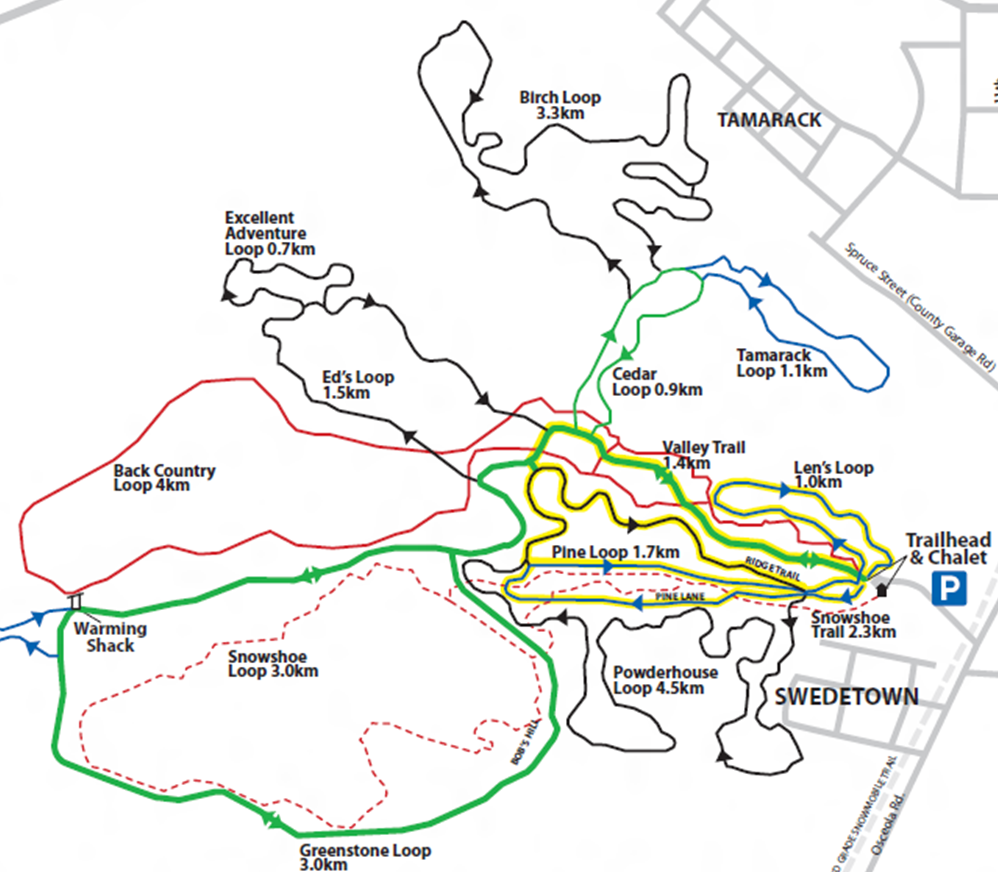 Birch Loop
3.3km
TAMARACK
Excellent
Adventure
Loop 0.7km
Spruce Street (County Garage Rd)
Ed's Loop
1.5km
Cedar
Loop 0.9km
Tamarack
Loop 1.1km
Back Country
Loop 4km
Valley Trail
1.4km
Len's Loop
1.0km
Trailhead
& Chalet
P
Pine Loop 1.7km
RIDGE TRAIL
PINE LANE
Warming
Shack
Snowshoe
Trail 2.3km
Snowshoe
Loop 3.0km
Powderhouse
Loop 4.5km
SWEDETOWN
BOB'S HILL
GRADE SNOWMOBILE TRAIL
Osceola Rd.
Greenstone Loop
3.0km